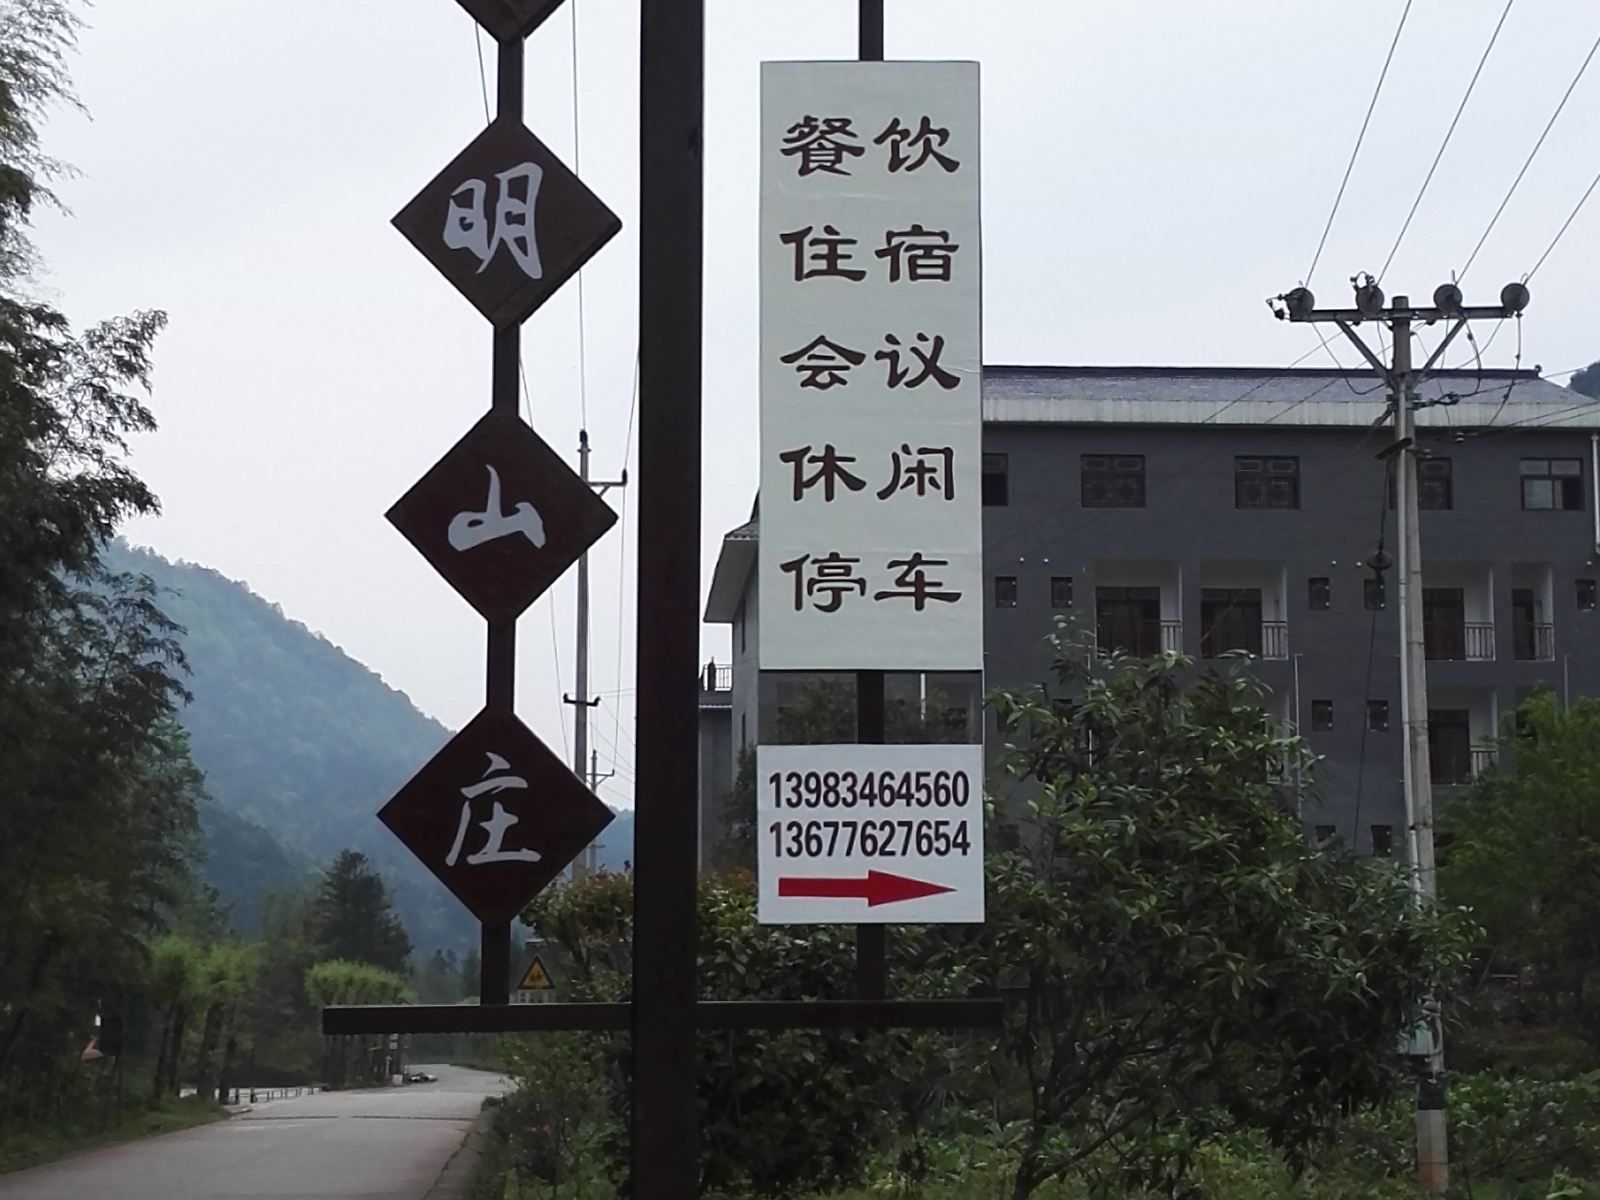 明
山
庄
餐饮
住宿
会议
休闲
停车
13983464560
13677627654